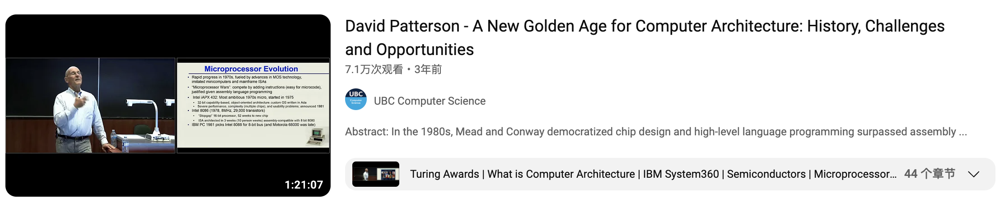 Microprocessor Evolution
• Rapid progress in 1970s, fueled by advances in MOS technology,
imitated minicomputers and mainframe ISAs
• "Microprocessor Wars": compete by adding instructions (easy for microcode),
justified given assembly language programming
• Intel iAPX 432: Most ambitious 1970s micro, started in 1975
• 32-bit capability-based, object-oriented architecture, custom OS written in Ada
• Severe performance, complexity (multiple chips), and usability problems; announced 1981
• Intel 8086 (1978, 8MHz, 29,000 transistors)
• "Stopgap" 16-bit processor, 52 weeks to new chip
• ISA architected in 3 weeks (10 person weeks) assembly-compatible with 8 bit 8080
• IBM PC 1981 picks Intel 8088 for 8-bit bus (and Motorola 68000 was late)
1:21:07
David Patterson - A New Golden Age for Computer Architecture: History, Challenges
and Opportunities
7.1万次观看・3年前
UBC
Computer
Science
UBC Computer Science
Abstract: In the 1980s, Mead and Conway democratized chip design and high-level language programming surpassed assembly ...
Turing Awards | What is Computer Architecture | IBM System360 | Semiconductors | Microprocessor... 44 个章节